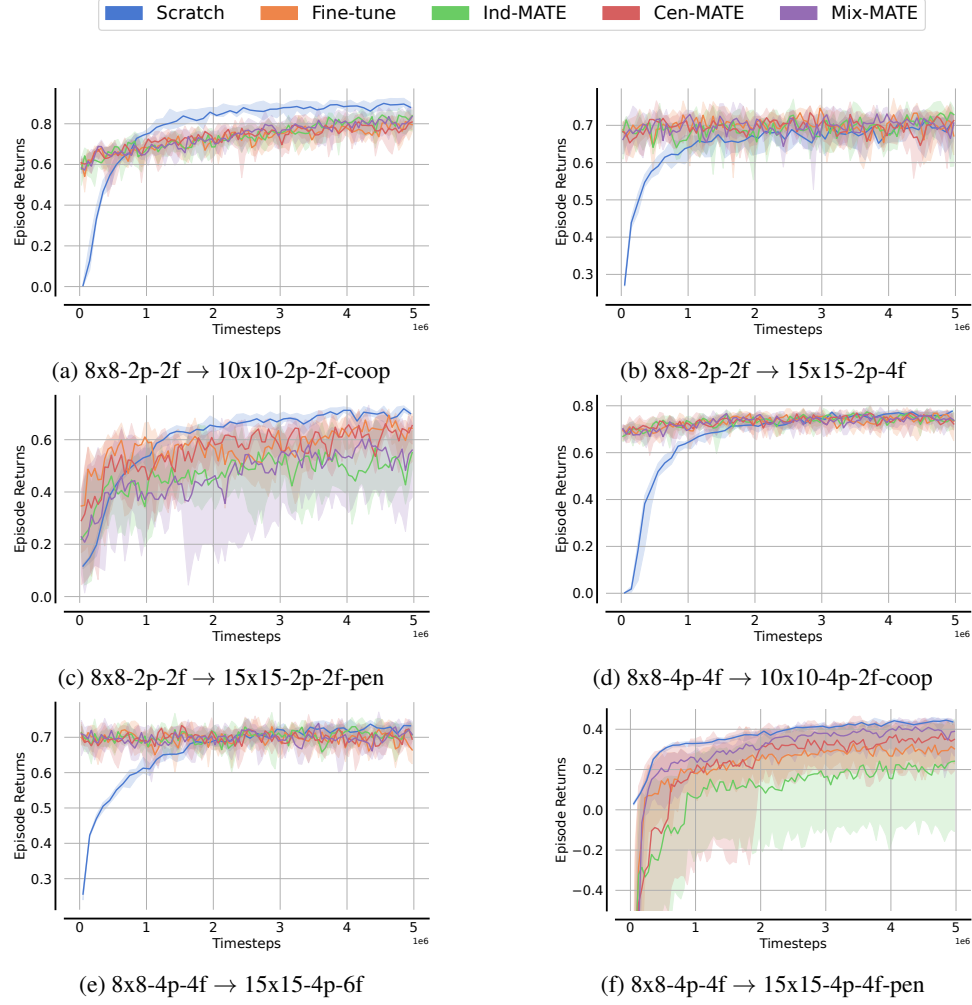 Scratch Fine-tune Ind-MATE Cen-MATE Mix-MATE
Episode Returns
0.8
0.6
0.4
0.2
0.0
0 1 2 3 4 5
1e6
Timesteps
(a) 8x8-2p-2f → 10x10-2p-2f-coop
Episode Returns
0.7
0.6
0.5
0.4
0.3
0 1 2 3 4 5
1e6
Timesteps
(b) 8x8-2p-2f → 15x15-2p-4f
Episode Returns
0.6
0.4
0.2
0.0
0 1 2 3 4 5
1e6
Timesteps
(c) 8x8-2p-2f → 15x15-2p-2f-pen
Episode Returns
0.8
0.6
0.4
0.2
0.0
0 1 2 3 4 5
1e6
Timesteps
(d) 8x8-4p-4f → 10x10-4p-2f-coop
Episode Returns
0.7
0.6
0.5
0.4
0.3
0 1 2 3 4 5
1e6
Timesteps
(e) 8x8-4p-4f → 15x15-4p-6f
Episode Returns
0.4
0.2
0.0
−0.2
−0.4
0 1 2 3 4 5
1e6
Timesteps
(f) 8x8-4p-4f → 15x15-4p-4f-pen